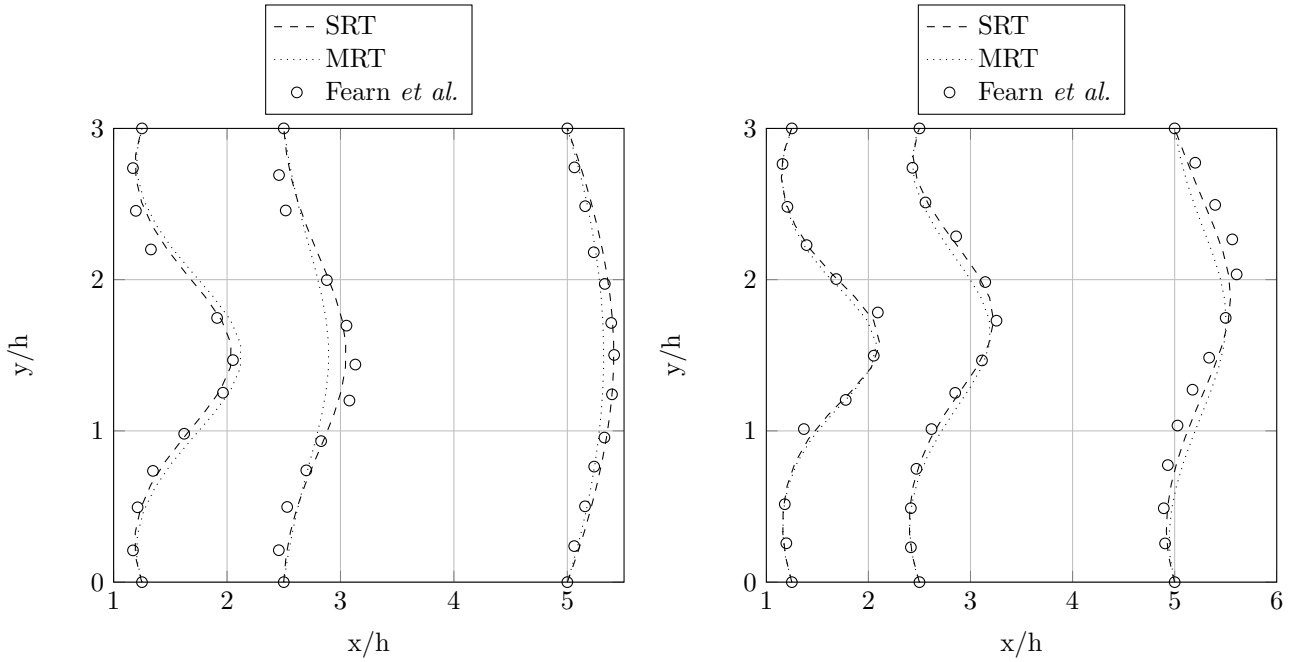 SRT
MRT
Fearn et al.
3
2
1
0
1 2 3 4 5
y/h
x/h
SRT
MRT
Fearn et al.
3
2
1
0
1 2 3 4 5 6
y/h
x/h